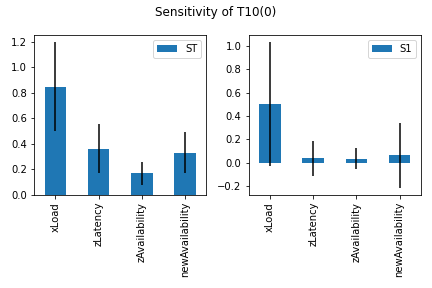 Sensitivity of T10(0)
ST
1.2
1.0
0.8
0.6
0.4
0.2
0.0
xLoad
zLatency
zAvailability
newAvailability
S1
1.0
0.8
0.6
0.4
0.2
0.0
−0.2
xLoad
zLatency
zAvailability
newAvailability